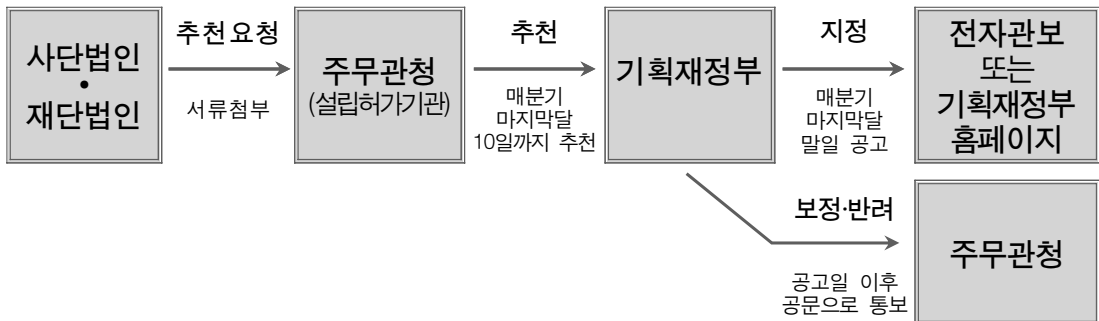 사단법인
•
재단법인
추천요청
서류첨부
주무관청
(설립허가기관)
추천
매분기
마지막달
10일까지 추천
기획재정부
지정
매분기
마지막달
말일 공고
전자관보
또는
기획재정부
홈페이지
보정·반려
공고일 이후
공문으로 통보
주무관청